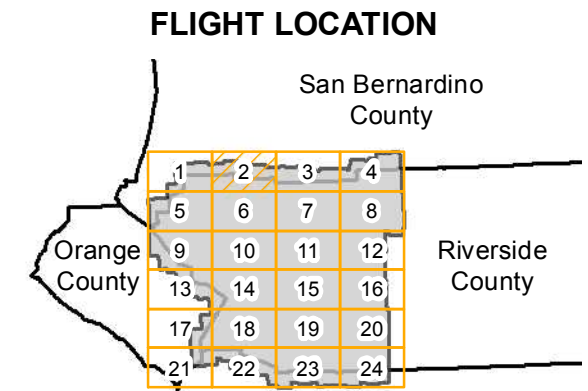 FLIGHT LOCATION
San Bernardino
County
1 2 3 4
5 6 7 8
Orange
County
9 10 11 12
Riverside
County
13 14 15 16
17 18 19 20
21 22 23 24